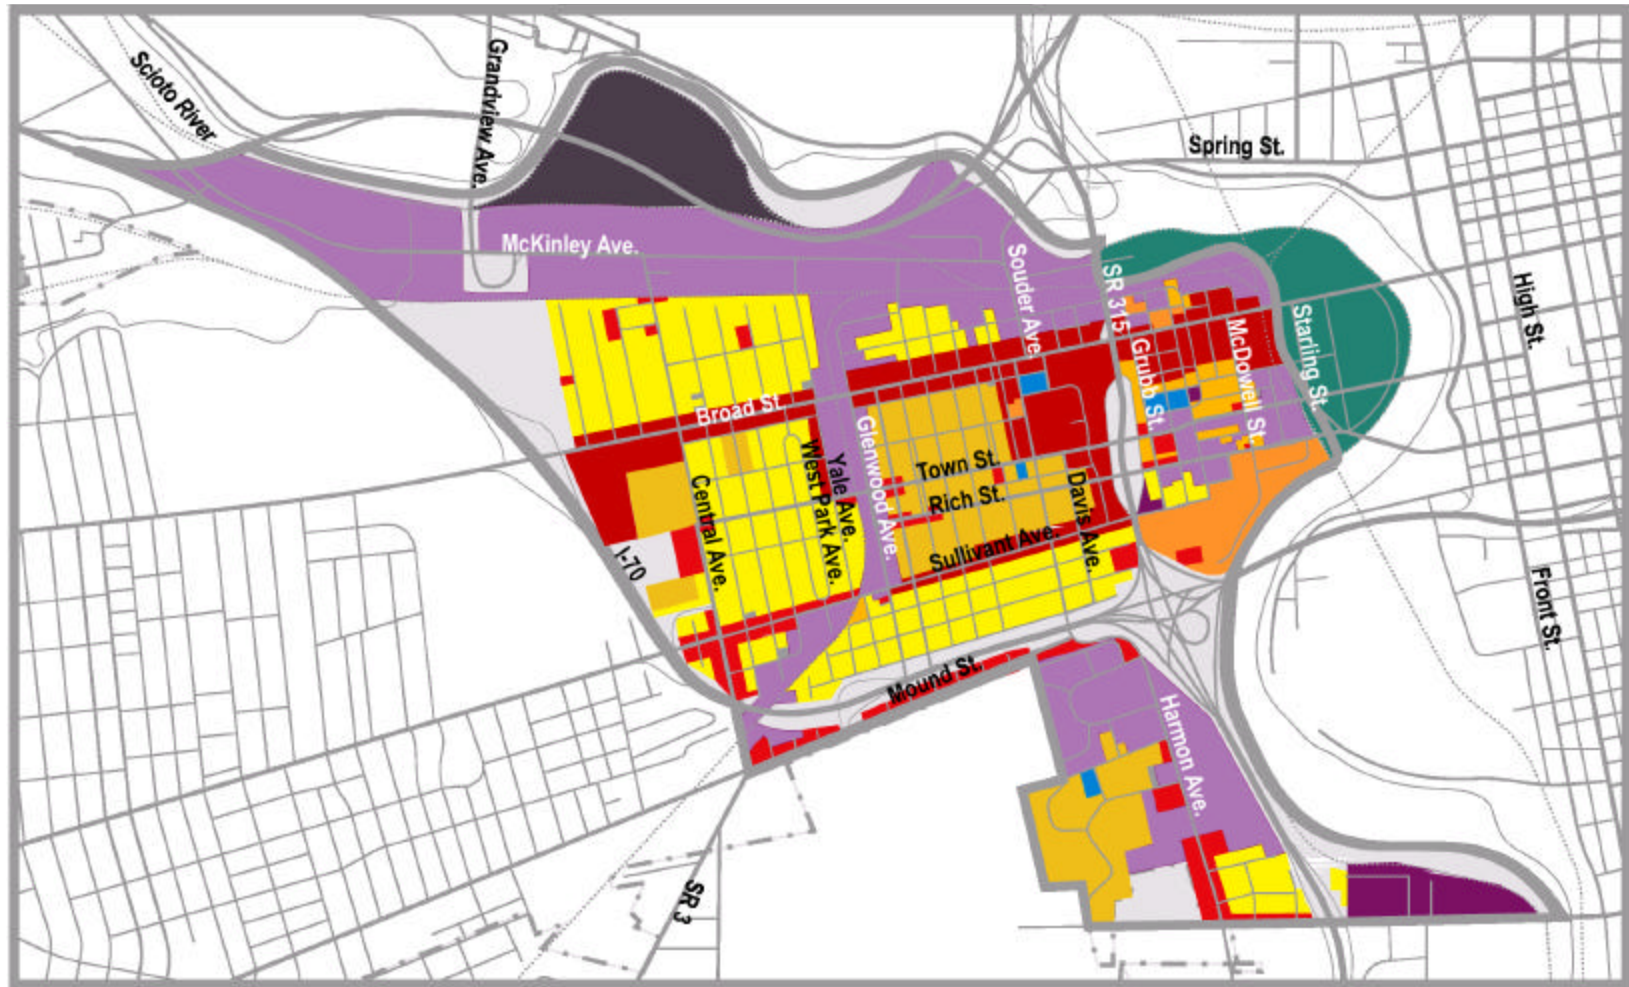 Scioto River
Grandview Ave.
Spring St.
McKinley Ave.
Souder Ave.
SR 315
Starling St.
High St.
McDowell St.
Grubb St.
Broad St.
Glenwood Ave.
Town St.
Rich St.
Yale Ave.
West Park Ave.
Central Ave.
Davis Ave.
Sullivant Ave.
I-70
Front St.
Mound St.
Harmon Ave.
SR 3